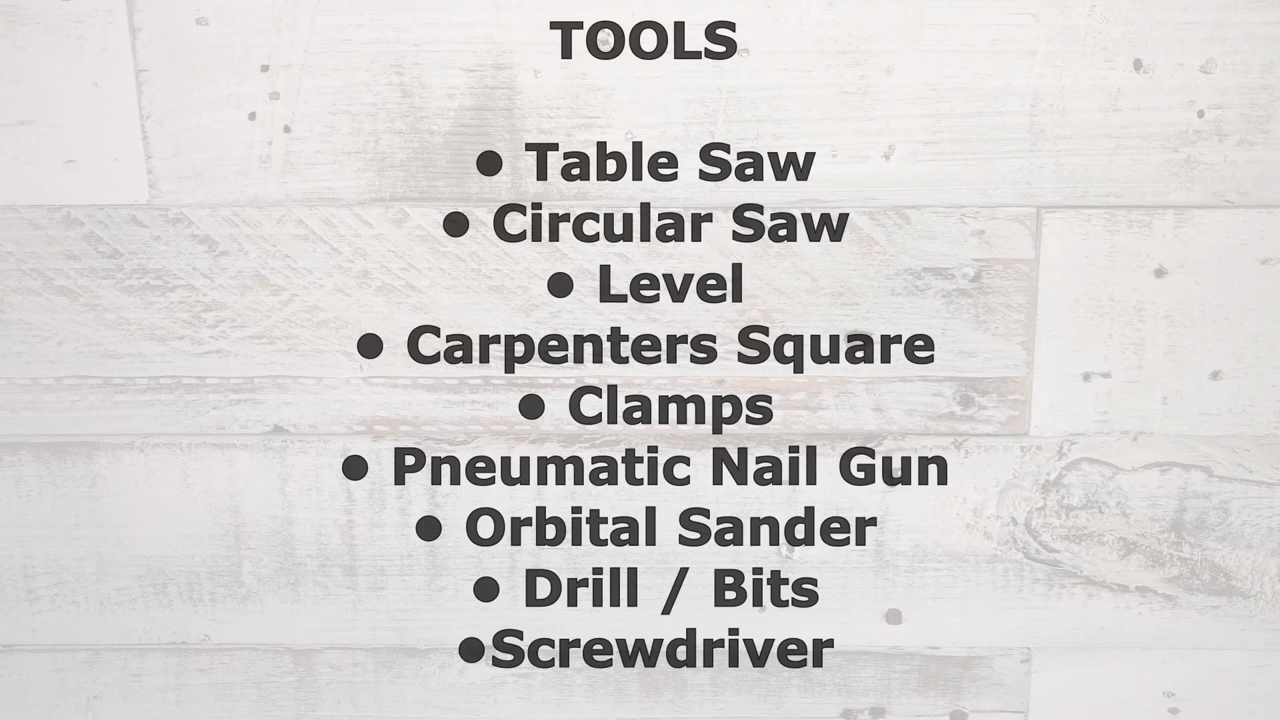 TOOLS
● Table Saw
● Circular Saw
● Level
● Carpenters Square
● Clamps
● Pneumatic Nail Gun
● Orbital Sander
● Drill / Bits
●Screwdriver